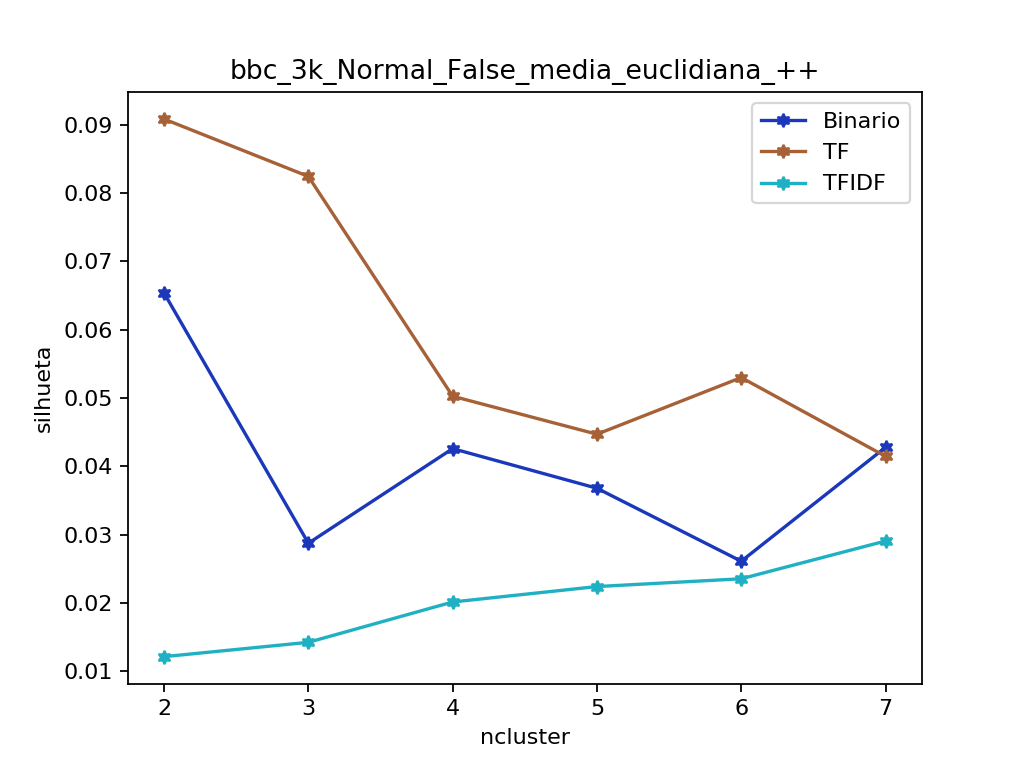 bbc_3k_Normal_False_media_euclidiana_++
Binario
TF
TFIDF
0.09
0.08
0.07
0.06
0.05
0.04
0.03
0.02
0.01
silhueta
2 3 4 5 6 7
ncluster